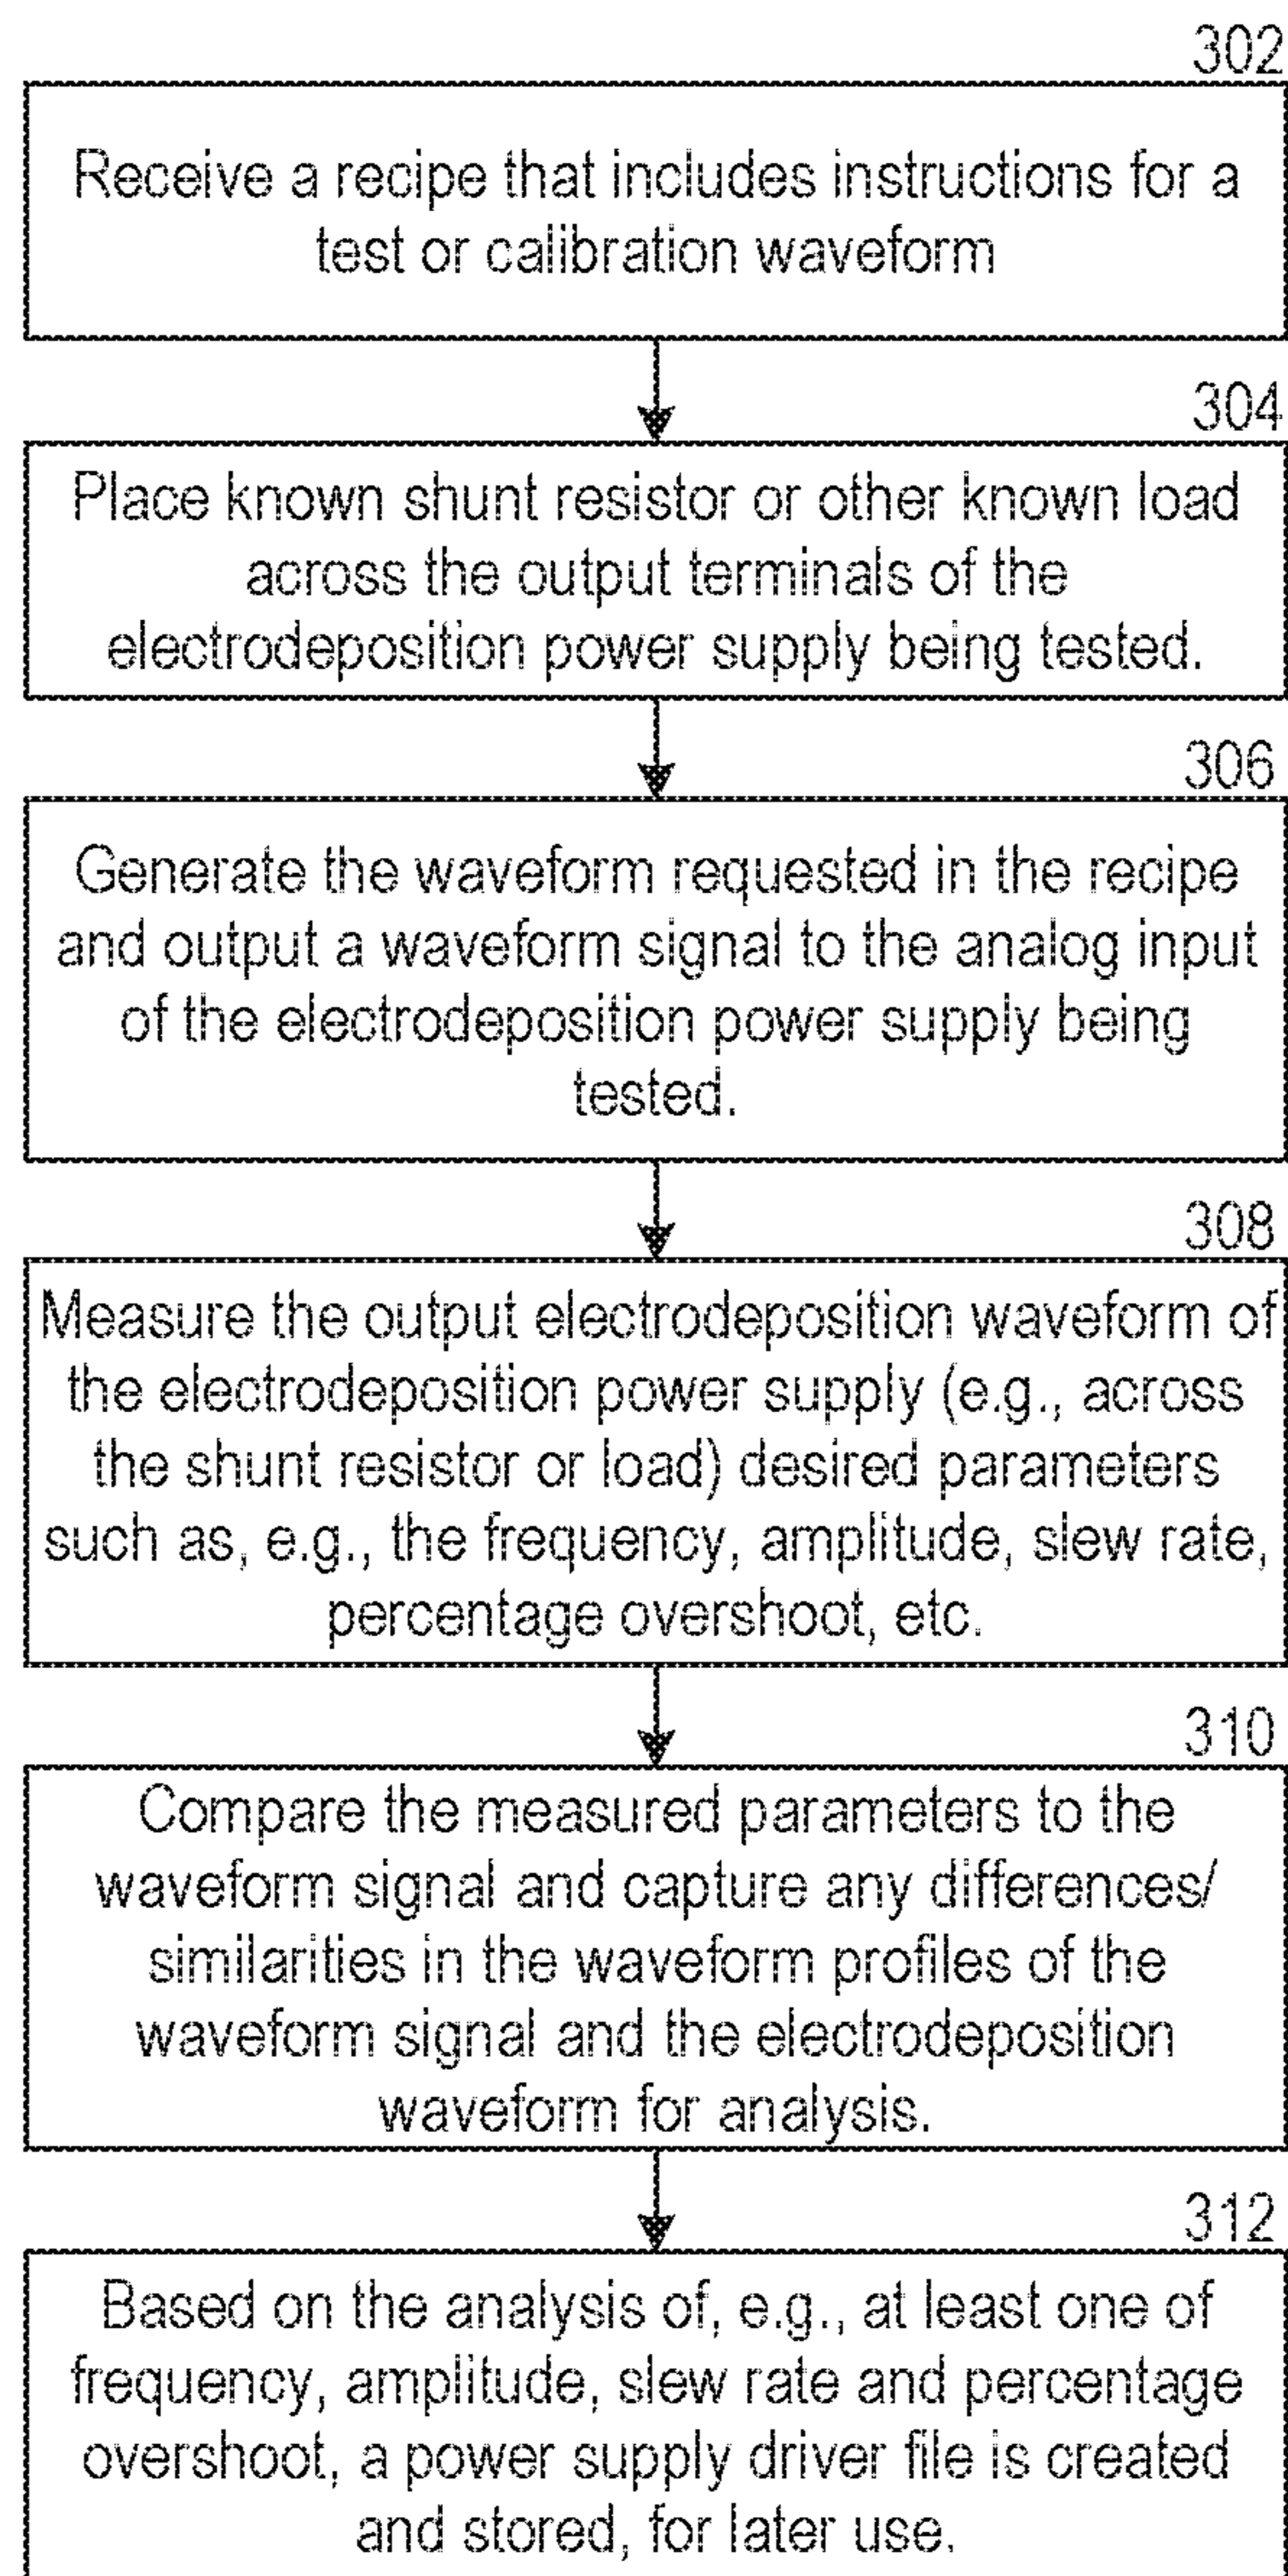 302
Receive a recipe that includes instructions for a
test or calibration waveform
304
Place known shunt resistor or other known load
across the output terminals of the
electrodeposition power supply being tested.
306
Generate the waveform requested in the recipe
and output a waveform signal to the analog input
of the electrodeposition power supply being
tested.
308
Measure the output electrodeposition waveform of
the electrodeposition power supply (e.g., across
the shunt resistor or load) desired parameters
such as, e.g., the frequency, amplitude, slew rate,
percentage overshoot, etc.
310
Compare the measured parameters to the
waveform signal and capture any differences/
similarities in the waveform profiles of the
waveform signal and the electrodeposition
waveform for analysis.
312
Based on the analysis of, e.g., at least one of
frequency, amplitude, slew rate and percentage
overshoot, a power supply driver file is created
and stored, for later use.